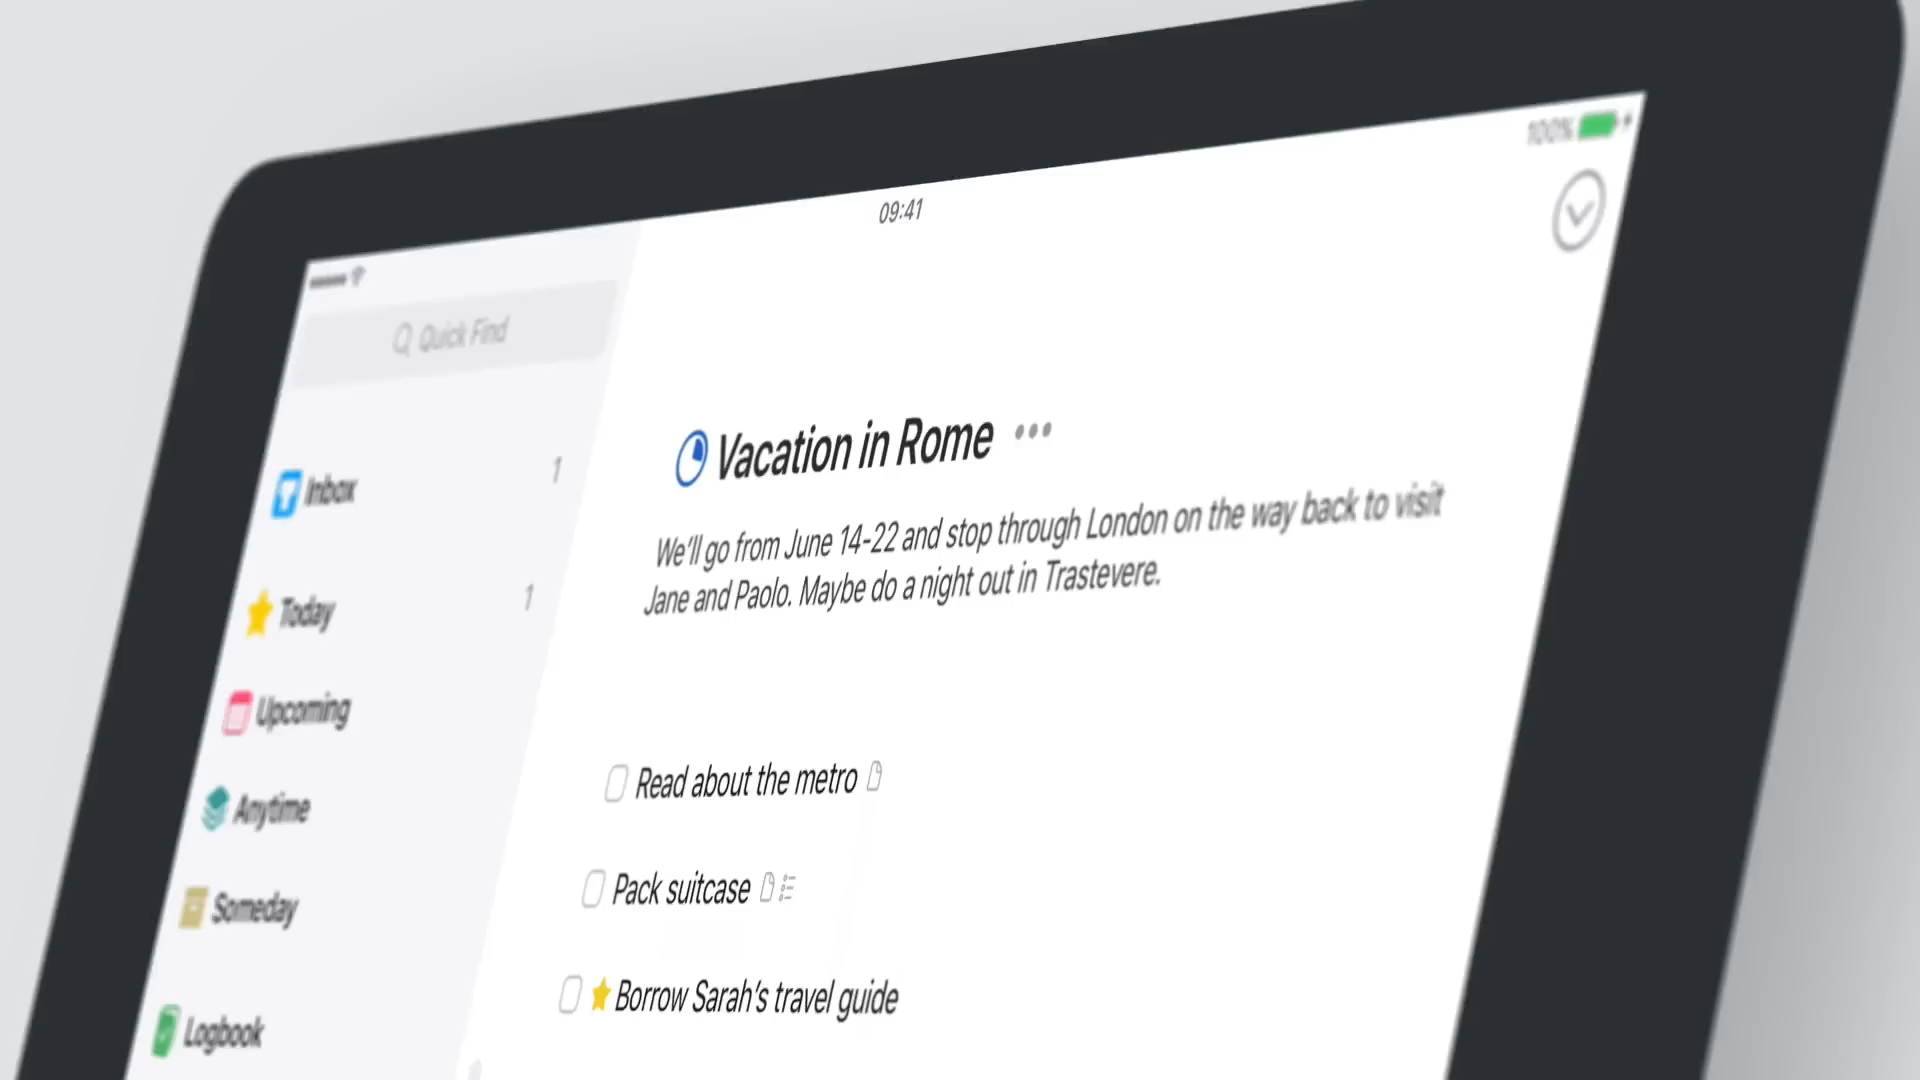 100%
09:41
Quick Find
Inbox 1
Today 1
Upcoming
Anytime
Someday
Logbook
Vacation in Rome
We'll go from June 14-22 and stop through London on the way back to visit
Jane and Paolo. Maybe do a night out in Trastevere.
Read about the metro
Pack suitcase
Borrow Sarah's travel guide